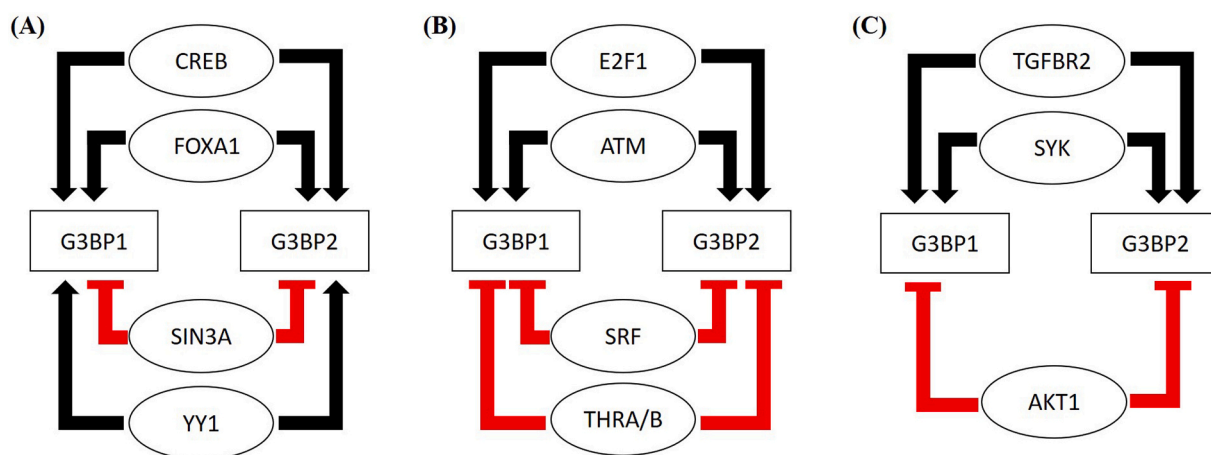 (A)
CREB
FOXA1
G3BP1 G3BP2
SIN3A
YY1
(B)
E2F1
ATM
G3BP1 G3BP2
SRF
THRA/B
(C)
TGFBR2
SYK
G3BP1 G3BP2
AKT1